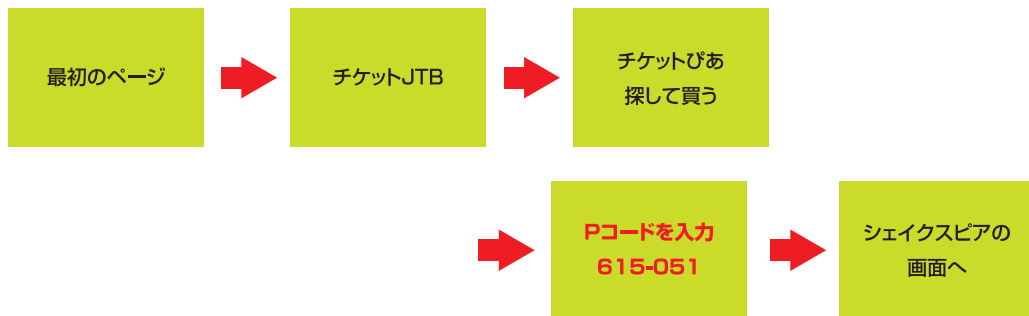 最初のページ
チケットJTB
チケットぴあ
探して買う
Pコードを入力
615-051
シェイクスピアの
画面へ